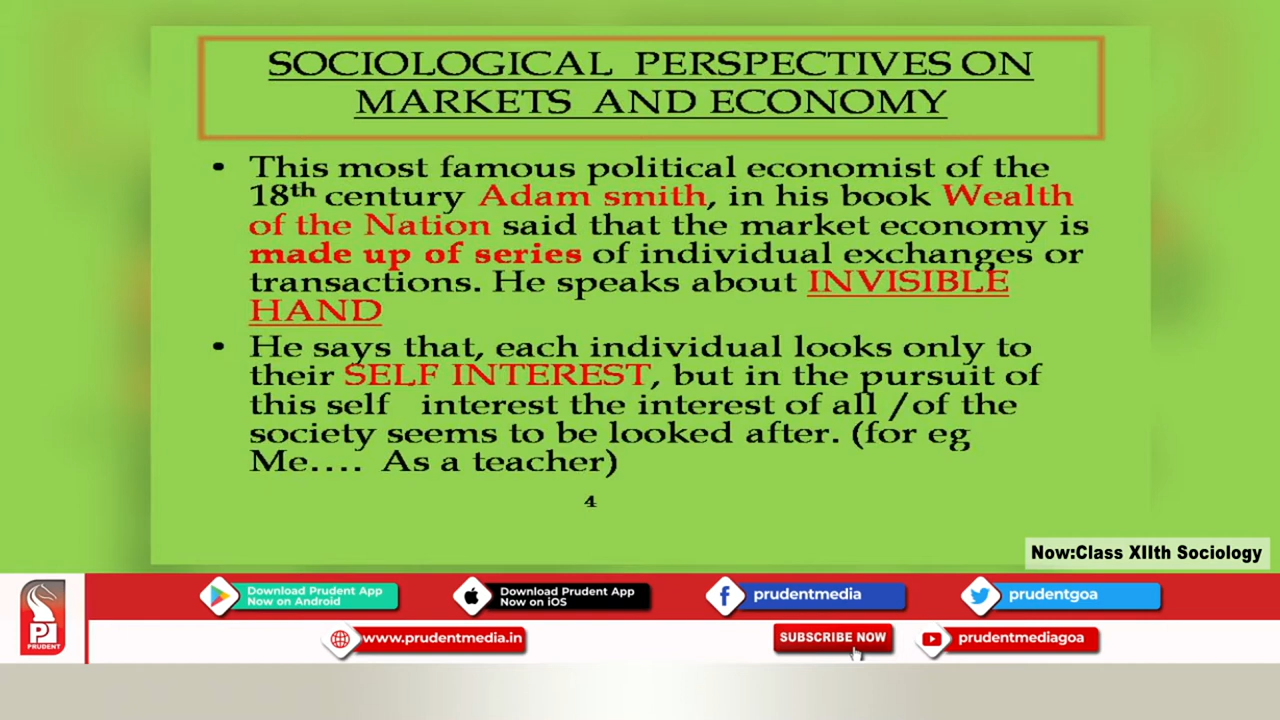 SOCIOLOGICAL PERSPECTIVES ON
MARKETS AND ECONOMY
• This most famous political economist of the
18th century Adam smith, in his book Wealth
of the Nation said that the market economy is
made up of series of individual exchanges or
transactions. He speaks about INVISIBLE
HAND
• He says that, each individual looks only to
their SELF INTEREST, but in the pursuit of
this self interest the interest of all /of the
society seems to be looked after. (for eg
Me.... As a teacher)
4
Now:Class XIIth Sociology
PJ
PRUDENT
Download Prudent App
Now on Android
Download Prudent App
Now on iOS
prudentmedia
prudentgoa
www.prudentmedia.in
SUBSCRIBE NOW
prudentmediagoa